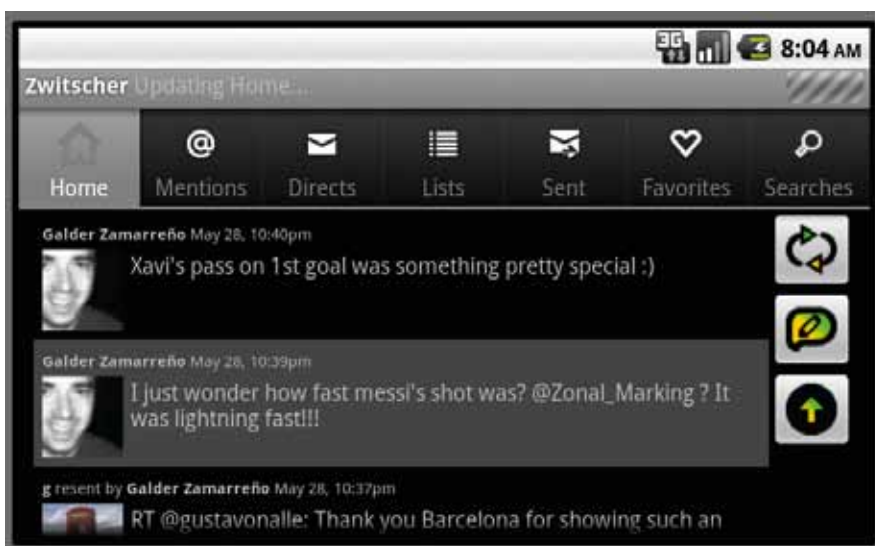 3G 8:04 AM
Zwitscher Updating Home...
@
Home Mentions Directs Lists Sent Favorites Searches
Galder Zamarreño May 28, 10:40pm
Xavi's pass on 1st goal was something pretty special :)
Galder Zamarreño May 28, 10:39pm
I just wonder how fast messi's shot was? @Zonal_Marking ? It
was lightning fast!!!
g resent by Galder Zamarreño May 28, 10:37pm
RT @gustavonalle: Thank you Barcelona for showing such an